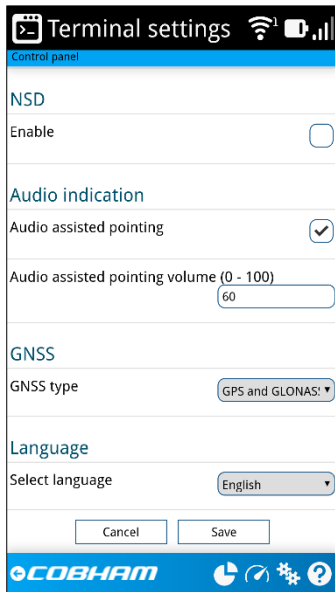 Terminal settings
1
Control panel
NSD
Enable
Audio indication
Audio assisted pointing
Audio assisted pointing volume (0 - 100)
60
GNSS
GNSS type
GPS and GLONAS
Language
Select language
English
Cancel Save
COBHAM
?